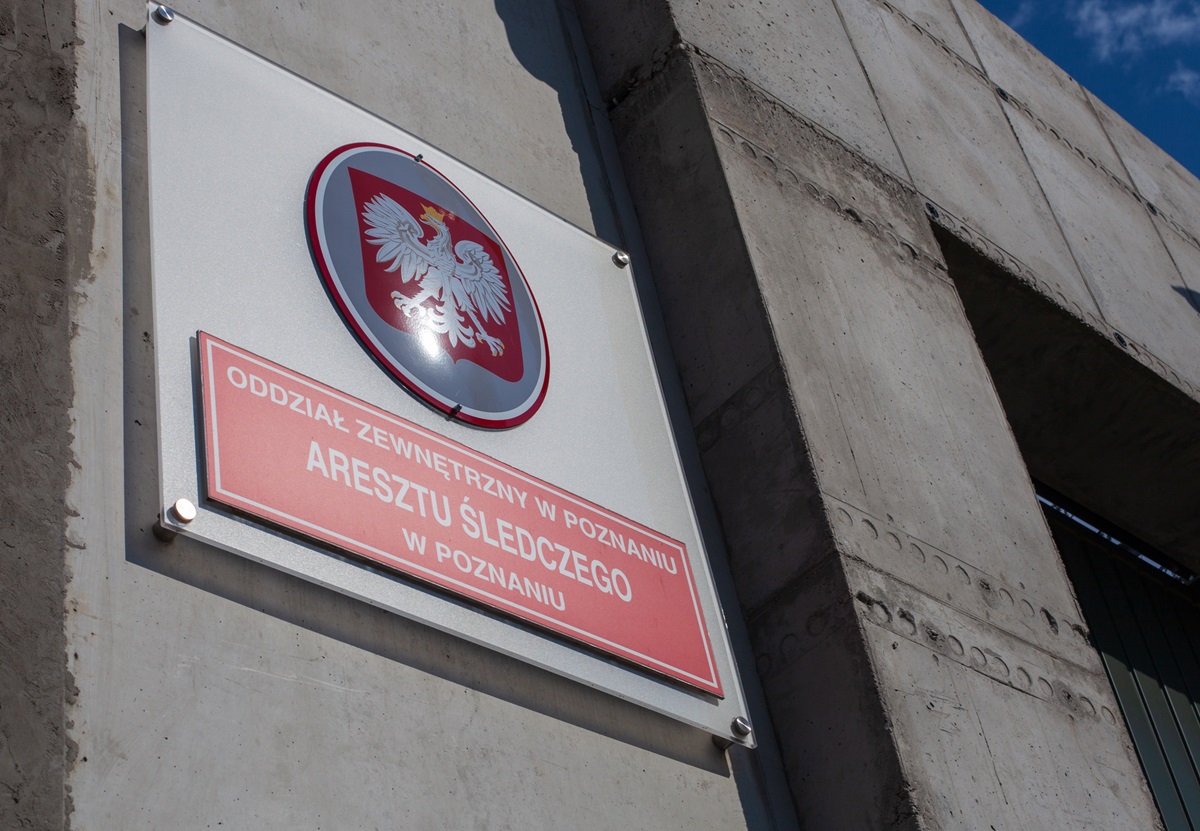 ODDZIAŁ ZEWNĘTRZNY W POZNANIU
ARESZTU ŚLEDCZEGO
W POZNANIU